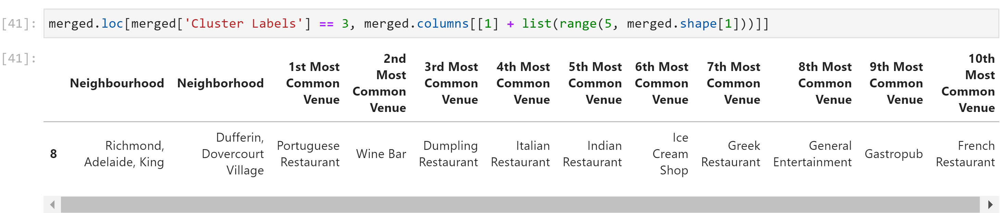 [41]: merged.loc[merged['Cluster Labels'] == 3, merged.columns[[1] + list(range(5, merged.shape[1]))]]
[41]:
Neighbourhood
Neighborhood
1st Most
Common
Venue
2nd
Most
Common
Venue
3rd Most
Common
Venue
4th Most
Common
Venue
5th Most
Common
Venue
6th Most
Common
Venue
7th Most
Common
Venue
8th Most
Common
Venue
9th Most
Common
Venue
10th
Most
Common
Venue
8
Richmond,
Adelaide, King
Dufferin,
Dovercourt
Village
Portuguese
Restaurant
Wine Bar
Dumpling
Restaurant
Italian
Restaurant
Indian
Restaurant
Ice
Cream
Shop
Greek
Restaurant
General
Entertainment
Gastropub
French
Restaurant